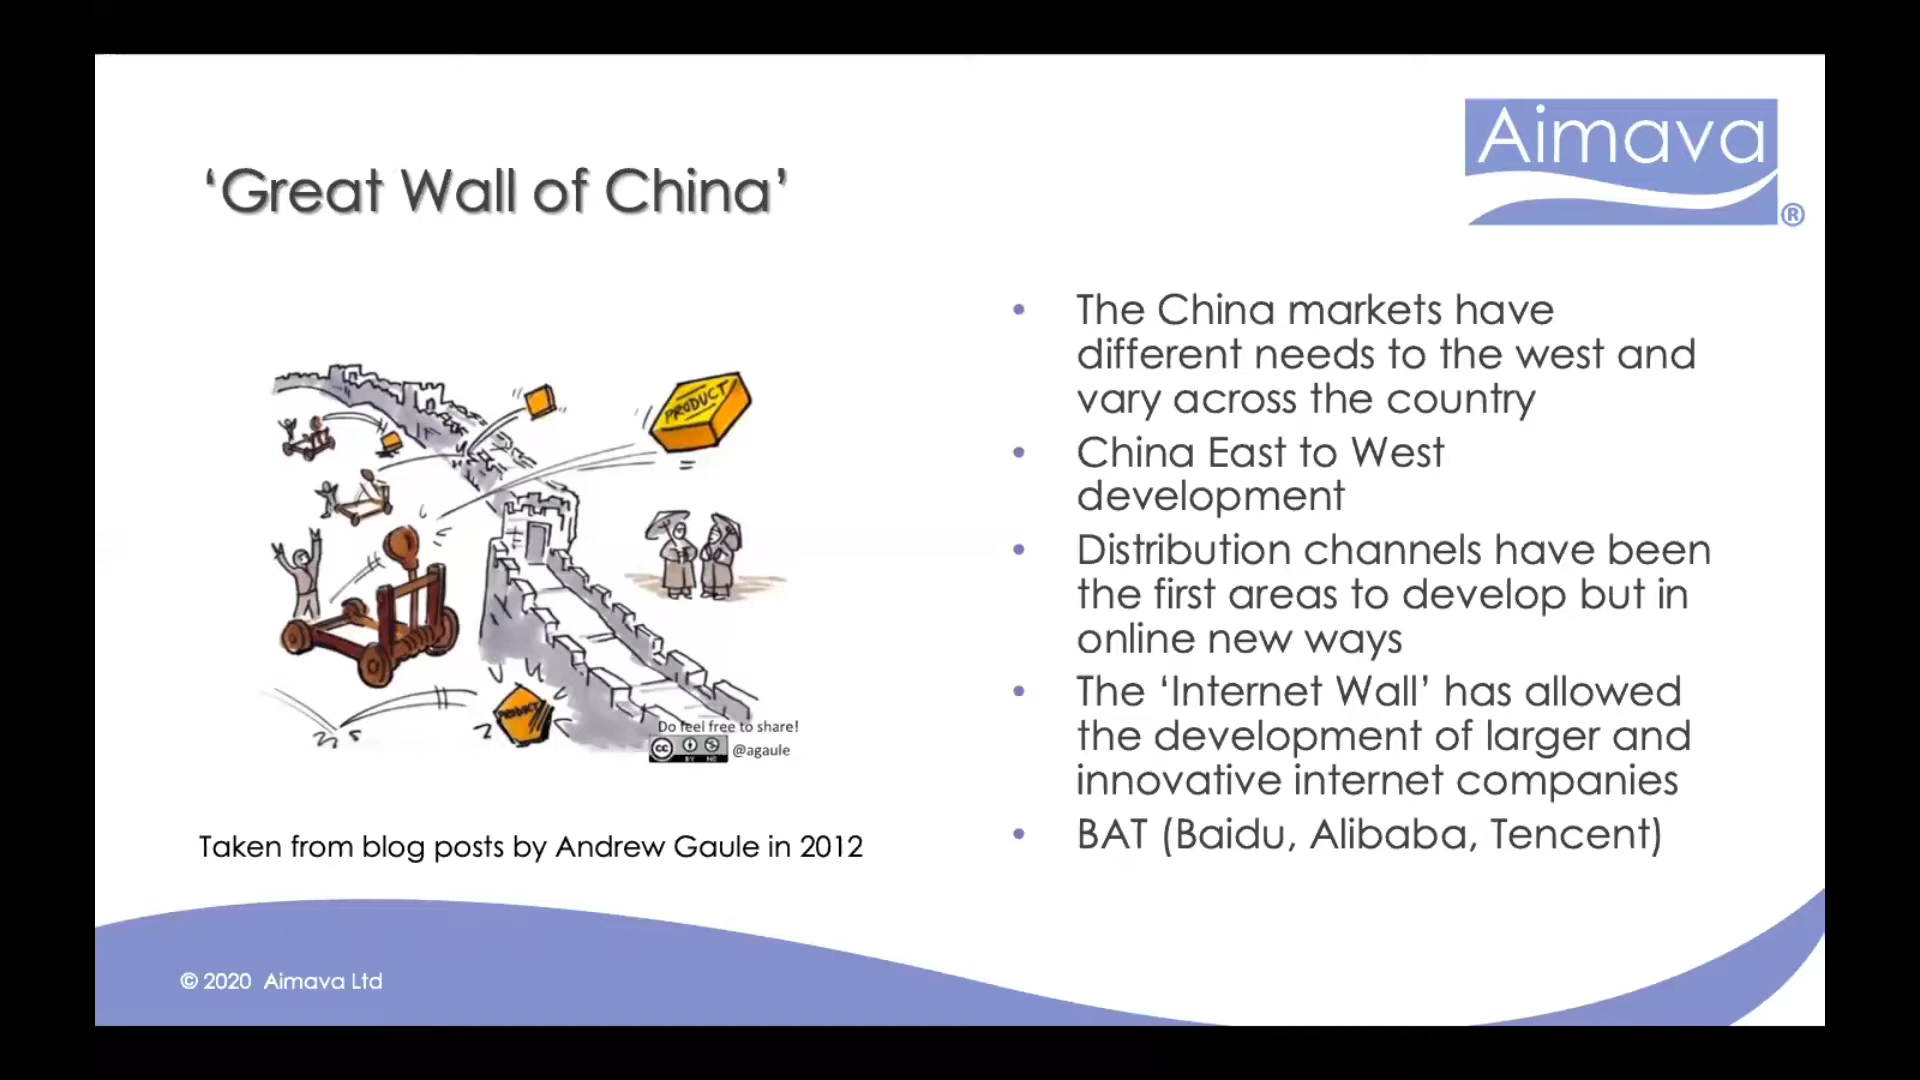 Aimava
®
‘Great Wall of China’
PRODUCT
PRODUCT
Do feel free to share!
cc BY NC @agaule
Taken from blog posts by Andrew Gaule in 2012
• The China markets have
different needs to the west and
vary across the country
• China East to West
development
• Distribution channels have been
the first areas to develop but in
online new ways
• The ‘Internet Wall’ has allowed
the development of larger and
innovative internet companies
• BAT (Baidu, Alibaba, Tencent)
© 2020 Aimava Ltd